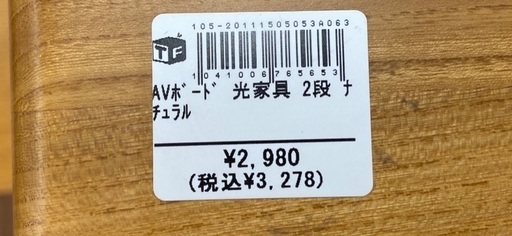 105-20111505053A063
TF
1041006765653
AVボード 光家具 2段 ナ
チュラル
¥2,980
(税込¥3,278)